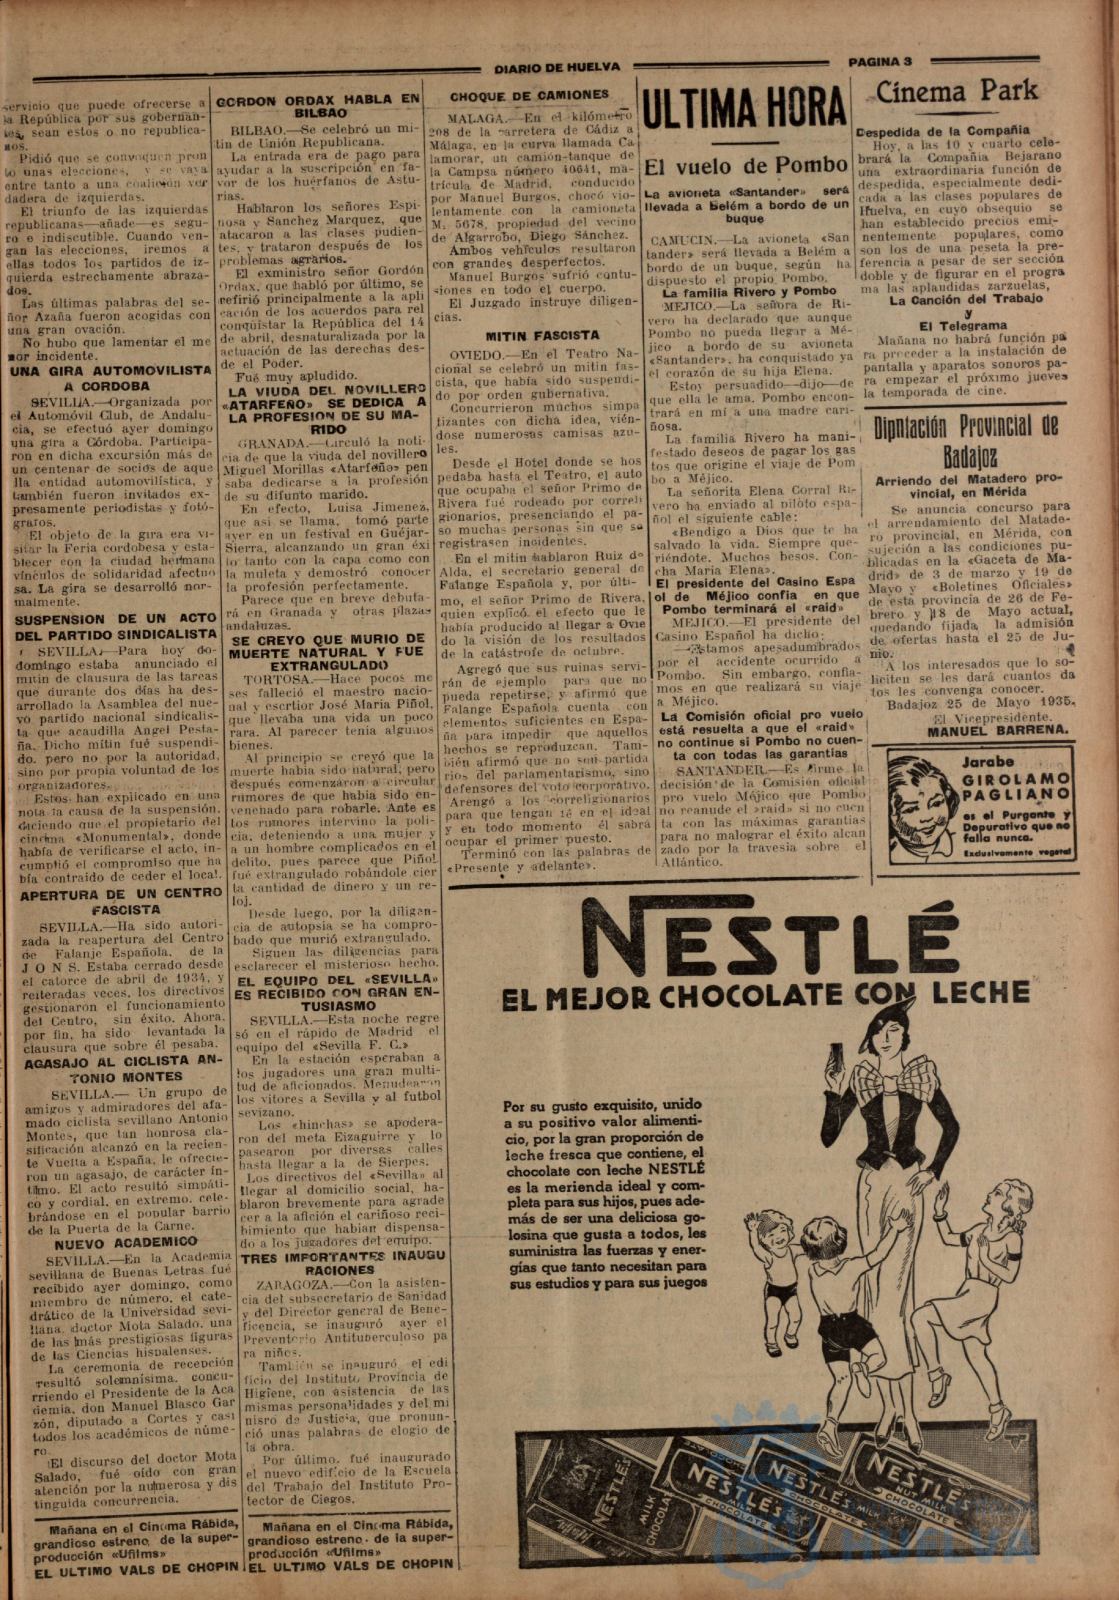 DIARIO DE HUELVA
PAGINA 3
servicio que puede ofrecerse a
la República por sus gobernan-
tes, sean estos o no republica-
nos.
Pidió que se convoquen pron
to unas elecciones, y se vaya
entre tanto a una coalición ver
dadera de izquierdas.
El triunfo de las izquierdas
republicanas—añade—es segu-
ro e indiscutible. Cuando ven-
gan las elecciones, iremos a
ellas todos los partidos de iz-
quierda estrechamente abraza-
dos.
Las últimas palabras del se-
ñor Azaña fueron acogidas con
una gran ovación.
No hubo que lamentar el me
nor incidente.
UNA GIRA AUTOMOVILISTA
A CORDOBA
SEVILLA.—Organizada por
el Automóvil Club, de Andalu-
cia, se efectuó ayer domingo
una gira a Córdoba. Participa-
ron en dicha excursión más de
un centenar de socios de aque
lla entidad automovilística, y
también fueron invitados ex-
presamente periodistas y fotó-
grafos.
El objeto de la gira era vi-
sitar la Feria cordobesa y esta-
blecer con la ciudad hermana
vínculos de solidaridad afectuo
sa. La gira se desarrolló nor-
malmente.
SUSPENSION DE UN ACTO
DEL PARTIDO SINDICALISTA
SEVILLA.—Para hoy do-
domingo estaba anunciado el
mitin de clausura de las tareas
que durante dos días ha des-
arrollado la Asamblea del nue-
vo partido nacional sindicalis-
ta que acaudilla Angel Pesta-
ña. Dicho mitin fué suspendi-
do, pero no por la autoridad,
sino por propia voluntad de los
organizadores.
Estos han explicado en una
nota la causa de la suspensión,
diciendo que el propietario del
cinema «Monumental», donde
había de verificarse el acto, in-
cumplió el compromiso que ha
bía contraido de ceder el local.
APERTURA DE UN CENTRO
FASCISTA
SEVILLA.—Ha sido autori-
zada la reapertura del Centro
de Falanje Española, de la
J O N S. Estaba cerrado desde
el catorce de abril de 1934, y
reiteradas veces, los directivos
gestionaron el funcionamiento
del Centro, sin éxito. Ahora,
por fin, ha sido levantada la
clausura que sobre él pesaba.
AGASAJO AL CICLISTA AN-
TONIO MONTES
SEVILLA.— Un grupo de
amigos y admiradores del afa-
mado ciclista sevillano Antonio
Montes, que tan honrosa cla-
sificación alcanzó en la recien-
te Vuelta a España, le ofrecie-
ron un agasajo, de carácter ín-
timo. El acto resultó simpáti-
co y cordial, en extremo, cele-
brándose en el popular barrio
de la Puerta de la Carne.
NUEVO ACADEMICO
SEVILLA.—En la Academia
sevillana de Buenas Letras fué
recibido ayer domingo, como
miembro de número, el cate-
drático de la Universidad sevi-
llana, doctor Mota Salado, una
de las más prestigiosas figuras
de las Ciencias hispalenses.
La ceremonia de recepción
resultó solemnísima, concu-
rriendo el Presidente de la Aca
demia, don Manuel Blasco Gar
zón, diputado a Cortes y casi
todos los académicos de núme-
ro.
El discurso del doctor Mota
Salado, fué oído con gran
atención por la numerosa y dis
tinguida concurrencia.
Mañana en el Cinema Rábida,
grandioso estreno, de la super-
producción «Ufilms»
EL ULTIMO VALS DE CHOPIN
GORDON ORDAX HABLA EN
BILBAO
BILBAO.—Se celebró un mi-
tin de Unión Republicana.
La entrada era de pago para
ayudar a la suscripción en fa-
vor de los huérfanos de Astu-
rias.
Hablaron los señores Espi-
nosa y Sanchez Marquez, que
atacaron a las clases pudien-
tes, y trataron después de los
problemas agrarios.
El exministro señor Gordón
Ordax, que habló por último, se
refirió principalmente a la apli
cación de los acuerdos para rel
conquistar la República del 14
de abril, desnaturalizada por la
actuación de las derechas des-
de el Poder.
Fué muy apludido.
LA VIUDA DEL NOVILLERO
«ATARFEÑO» SE DEDICA A
LA PROFESION DE SU MA-
RIDO
GRANADA.—Circuló la noti-
cia de que la viuda del novillero
Miguel Morillas «Atarfeño» pen
saba dedicarse a la profesión
de su difunto marido.
En efecto, Luisa Jimenez,
que asi se llama, tomó parte
ayer en un festival en Guéjar-
Sierra, alcanzando un gran éxi
to tanto con la capa como con
la muleta y demostró conocer
la profesión perfectamente.
Parece que en breve debuta-
rá en Granada y otras plazas
andaluzas.
SE CREYO QUE MURIO DE
MUERTE NATURAL Y FUE
EXTRANGULADO
TORTOSA.—Hace pocos me
ses falleció el maestro nacio-
nal y escrtior José María Piñol,
que llevaba una vida un poco
rara. Al parecer tenia algunos
bienes.
Al principio se creyó que la
muerte había sido natural, pero
después comenzaron a circular
rumores de que habia sido en-
venenado para robarle. Ante es
tos rumores intervino la poli-
cia, deteniendo a una mujer y
a un hombre complicados en el
delito, pues parece que Piñol
fué extrangulado robándole cier
ta cantidad de dinero y un re-
loj.
Desde luego, por la diligen-
cia de autopsia se ha compro-
bado que murió extrangulado.
Siguen las diligencias para
esclarecer el misterioso hecho.
EL EQUIPO DEL «SEVILLA»
ES RECIBIDO CON GRAN EN-
TUSIASMO
SEVILLA.—Esta noche regre
só en el rápido de Madrid el
equipo del «Sevilla F. C.»
En la estación esperaban a
los jugadores una gran multi-
tud de aficionados. Menudearon
los vitores a Sevilla y al futbol
sevizano.
Los «hinchas» se apodera-
ron del meta Eizaguirre y lo
pasearon por diversas calles
hasta llegar a la de Sierpes.
Los directivos del «Sevilla» al
llegar al domicilio social, ha-
blaron brevemente para agrade
cer a la afición el cariñoso reci-
bimiento que habian dispensa-
do a los jugadores del equipo.
TRES IMPORTANTES INAUGU
RACIONES
ZARAGOZA.—Con la asisten-
cia del subsecretario de Sanidad
y del Director general de Bene-
ficencia, se inauguró ayer el
Preventorio Antituberculoso pa
ra niños.
También se inauguró el edi
ficio del Instituto Provincia de
Higiene, con asistencia de las
mismas personalidades y del mi
nisro de Justicia, que pronun-
ció unas palabras de elogio de
la obra.
Por último, fué inaugurado
el nuevo edificio de la Escuela
del Trabajo del Instituto Pro-
tector de Ciegos.
Mañana en el Cinema Rábida,
grandioso estreno, de la super-
producción «Ufilms»
EL ULTIMO VALS DE CHOPIN
CHOQUE DE CAMIONES
MALAGA.—En el kilómetro
208 de la carretera de Cádiz a
Málaga, en la curva llamada Ca
lamorar, un camión-tanque de
la Campsa número 40641, ma-
trícula de Madrid, conducido
por Manuel Burgos, chocó vio-
lentamente con la camioneta
M. 5678, propiedad del vecino
de Algarrobo, Diego Sánchez.
Ambos vehículos resultaron
con grandes desperfectos.
Manuel Burgos sufrió contu-
siones en todo el cuerpo.
El Juzgado instruye diligen-
cias.
MITIN FASCISTA
OVIEDO.—En el Teatro Na-
cional se celebró un mitin fas-
cista, que había sido suspendi-
do por orden gubernativa.
Concurrieron muchos simpa
tizantes con dicha idea, vién-
dose numerosas camisas azu-
les.
Desde el Hotel donde se hos
pedaba hasta el Teatro, el auto
que ocupaba el señor Primo de
Rivera fué rodeado por correli
gionarios, presenciando el pa-
so muchas personas sin que se
registrasen incidentes.
En el mitin hablaron Ruiz de
Alda, el secretario general de
Falange Española y, por últi-
mo, el señor Primo de Rivera,
quien explicó el efecto que le
había producido al llegar a Ovie
do la visión de los resultados
de la catástrofe de octubre.
Agregó que sus ruinas servi-
rán de ejemplo para que no
pueda repetirse, y afirmó que
Falange Española cuenta con
elementos suficientes en Espa-
ña para impedir que aquellos
hechos se reproduzcan. Tam-
bién afirmó que no son partida
rios del parlamentarismo, sino
defensores del voto corporativo.
Arengó a los correligionarios
para que tengan fé en el ideal
y en todo momento él sabrá
ocupar el primer puesto.
Terminó con las palabras de
«Presente y adelante».
ULTIMA HORA
El vuelo de Pombo
La avioneta «Santander» será
llevada a Belém a bordo de un
buque
CAMUCIN.—La avioneta «San
tander» será llevada a Belém a
bordo de un buque, según ha
dispuesto el propio Pombo.
La familia Rivero y Pombo
MEJICO.—La señora de Ri-
vero ha declarado que aunque
Pombo no pueda llegar a Mé-
jico a bordo de su avioneta
«Santander», ha conquistado ya
el corazón de su hija Elena.
Estoy persuadido—dijo—de
que ella le ama. Pombo encon-
trará en mí a una madre cari-
ñosa.
La familia Rivero ha mani-
festado deseos de pagar los gas
tos que origine el viaje de Pom
bo a Méjico.
La señorita Elena Corral Ri-
vero ha enviado al piloto espa-
ñol el siguiente cable:
«Bendigo a Dios que te ha
salvado la vida. Siempre que-
riéndote. Muchos besos. Con-
cha Maria Elena».
El presidente del Casino Espa
ol de Méjico confia en que
Pombo terminará el «raid»
MEJICO.—El presidente del
Casino Español ha dicho:
—Estamos apesadumbrados
por el accidente ocurrido a
Pombo. Sin embargo, confia-
mos en que realizará su viaje
a Méjico.
La Comisión oficial pro vuelo
está resuelta a que el «raid»
no continue si Pombo no cuen-
ta con todas las garantias
SANTANDER.—Es firme la
decisión de la Comisión oficial
pro vuelo Méjico que Pombo
no reanude el «raid» si no cuen
ta con las máximas garantías
para no malograr el éxito alcan
zado por la travesia sobre el
Atlántico.
Cinema Park
Despedida de la Compañia
Hoy, a las 10 y cuarto cele-
brará la Compañia Bejarano
una extraordinaria función de
despedida, especialmente dedi-
cada a las clases populares de
Huelva, en cuyo obsequio se
han establecido precios emi-
nentemente populares, como
son los de una peseta la pre-
ferencia a pesar de ser sección
doble y de figurar en el progra
ma las aplaudidas zarzuelas,
La Canción del Trabajo
y
El Telegrama
Mañana no habrá función pa
ra proceder a la instalación de
pantalla y aparatos sonoros pa-
ra empezar el próximo jueves
la temporada de cine.
Diputación Provincial de
Badajoz
Arriendo del Matadero pro-
vincial, en Mérida
Se anuncia concurso para
el arrendamiento del Matade-
ro provincial, en Mérida, con
sujeción a las condiciones pu-
blicadas en la «Gaceta de Ma-
drid» de 3 de marzo y 19 de
Mayo y «Boletines Oficiales»
de esta provincia de 26 de Fe-
brero y 18 de Mayo actual,
quedando fijada la admisión
de ofertas hasta el 25 de Ju-
nio.
A los interesados que lo so-
liciten se les dará cuantos da
tos les convenga conocer.
Badajoz 25 de Mayo 1935.
El Vicepresidente.
MANUEL BARRENA.
Jarabe
GIROLAMO
PAGLIANO
es el Purgante y
Depurativo que no
falla nunca.
Exclusivamente vegetal
NESTLÉ
EL MEJOR CHOCOLATE CON LECHE
Por su gusto exquisito, unido
a su positivo valor alimenti-
cio, por la gran proporción de
leche fresca que contiene, el
chocolate con leche NESTLÉ
es la merienda ideal y com-
pleta para sus hijos, pues ade-
más de ser una deliciosa go-
losina que gusta a todos, les
suministra las fuerzas y ener-
gías que tanto necesitan para
sus estudios y para sus juegos
NESTLÉ'S
MILK
CHOCOLATE
NESTLÉ'S
MILK
CHOCOLATE
NESTLÉ'S
MILK
CHOCOLATE
NESTLÉ'S
NUT MILK
CHOCOLATE
HUELVA